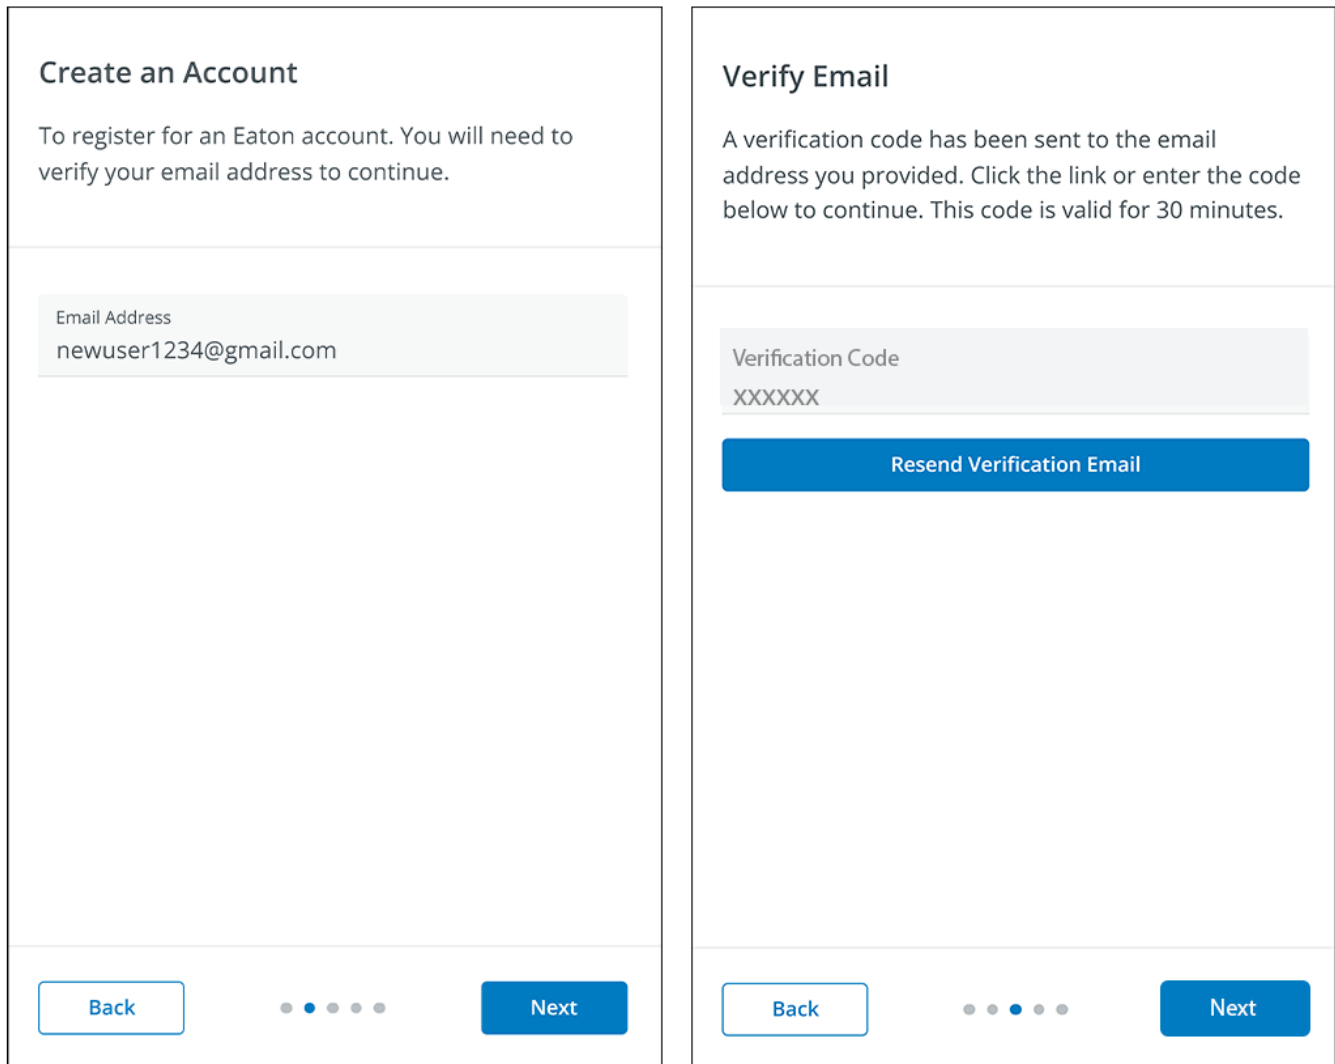 Create an Account
To register for an Eaton account. You will need to
verify your email address to continue.
Email Address
newuser1234@gmail.com
Back
Next
Verify Email
A verification code has been sent to the email
address you provided. Click the link or enter the code
below to continue. This code is valid for 30 minutes.
Verification Code
XXXXXX
Resend Verification Email
Back
Next